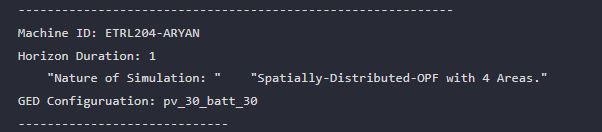 ------------------------------------------------------------
Machine ID: ETRL204-ARYAN
Horizon Duration: 1
    "Nature of Simulation: "    "Spatially-Distributed-OPF with 4 Areas."
GED Configuruation: pv_30_batt_30
-----------------------------